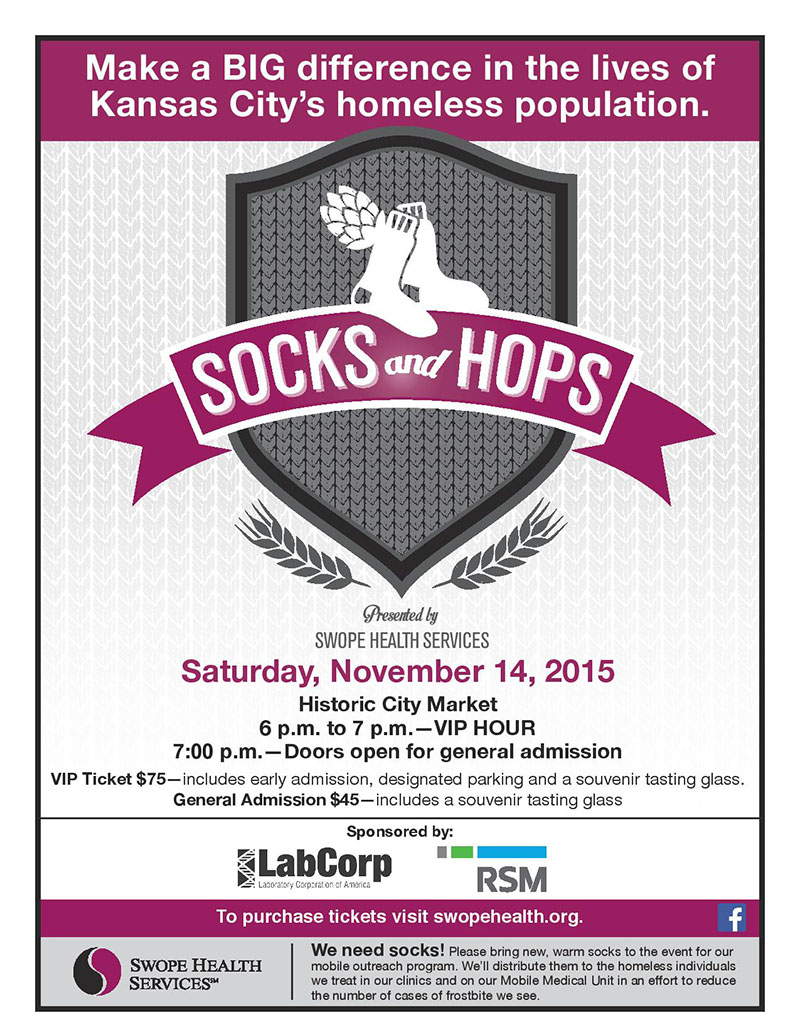 Make a BIG difference in the lives of
Kansas City's homeless population.
SOCKS and HOPS
Presented by
SWOPE HEALTH SERVICES
Saturday, November 14, 2015
Historic City Market
6 p.m. to 7 p.m.—VIP HOUR
7:00 p.m.—Doors open for general admission
VIP Ticket $75—includes early admission, designated parking and a souvenir tasting glass.
General Admission $45—includes a souvenir tasting glass
Sponsored by:
LabCorp
Laboratory Corporation of America
RSM
To purchase tickets visit swopehealth.org.
f
SWOPE HEALTH
SERVICES℠
We need socks! Please bring new, warm socks to the event for our
mobile outreach program. We'll distribute them to the homeless individuals
we treat in our clinics and on our Mobile Medical Unit in an effort to reduce
the number of cases of frostbite we see.